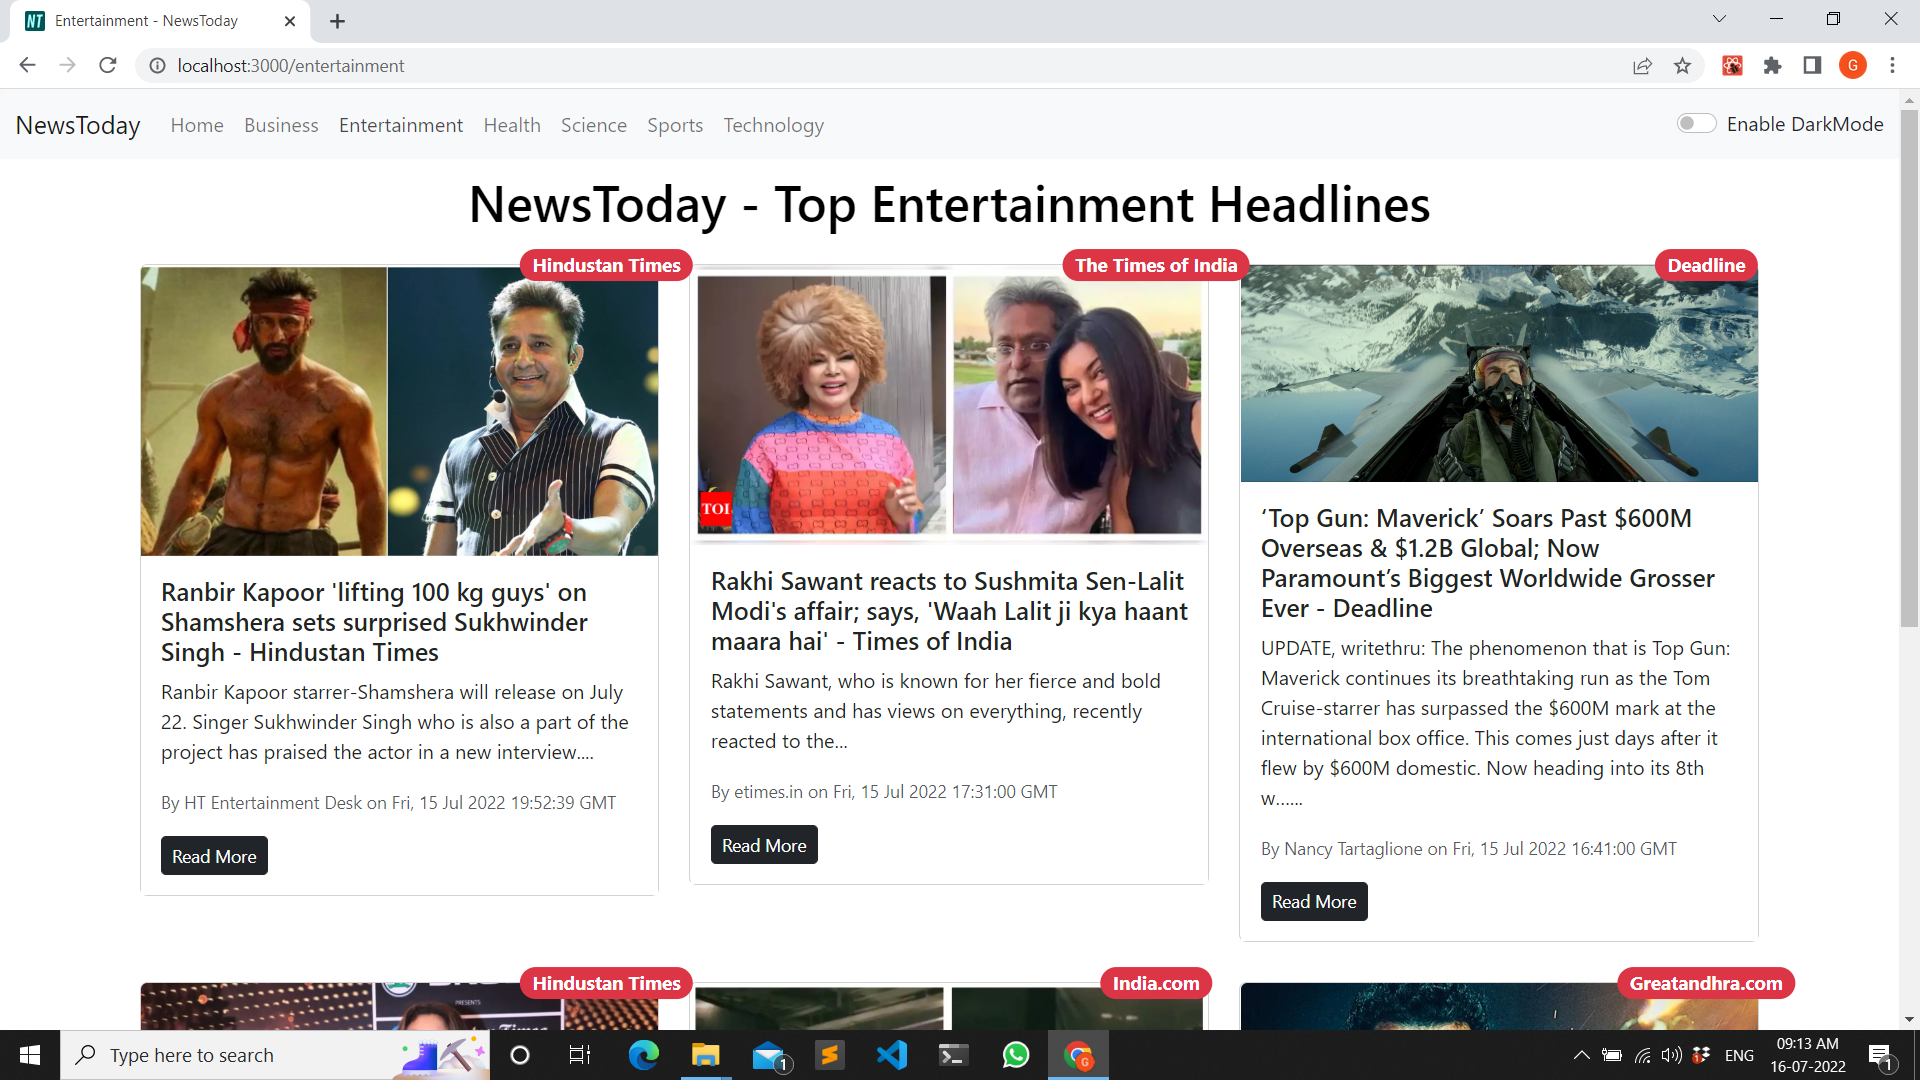 NT Entertainment - NewsToday
localhost:3000/entertainment
G
NewsToday Home Business Entertainment Health Science Sports Technology Enable DarkMode
NewsToday - Top Entertainment Headlines
Hindustan Times
Ranbir Kapoor 'lifting 100 kg guys' on
Shamshera sets surprised Sukhwinder
Singh - Hindustan Times
Ranbir Kapoor starrer-Shamshera will release on July
22. Singer Sukhwinder Singh who is also a part of the
project has praised the actor in a new interview....
By HT Entertainment Desk on Fri, 15 Jul 2022 19:52:39 GMT
Read More
The Times of India
TOI
Rakhi Sawant reacts to Sushmita Sen-Lalit
Modi's affair; says, 'Waah Lalit ji kya haant
maara hai' - Times of India
Rakhi Sawant, who is known for her fierce and bold
statements and has views on everything, recently
reacted to the...
By etimes.in on Fri, 15 Jul 2022 17:31:00 GMT
Read More
Deadline
‘Top Gun: Maverick’ Soars Past $600M
Overseas & $1.2B Global; Now
Paramount’s Biggest Worldwide Grosser
Ever - Deadline
UPDATE, writethru: The phenomenon that is Top Gun:
Maverick continues its breathtaking run as the Tom
Cruise-starrer has surpassed the $600M mark at the
international box office. This comes just days after it
flew by $600M domestic. Now heading into its 8th
w......
By Nancy Tartaglione on Fri, 15 Jul 2022 16:41:00 GMT
Read More
Hindustan Times
PRESENTS
India.com
Greatandhra.com
Type here to search
1
G
1
ENG
09:13 AM
16-07-2022
1